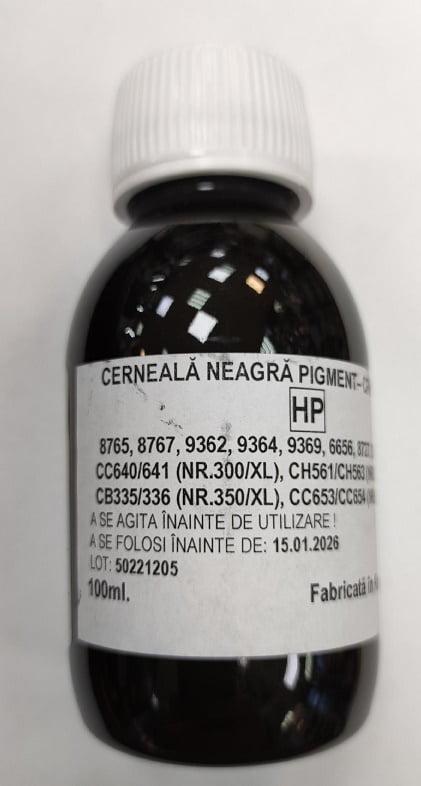 CERNEALĂ NEAGRĂ PIGMENT-
HP
8765, 8767, 9362, 9364, 9369, 6656, 8727
CC640/641 (NR.300/XL), CH561/CH563
CB335/336 (NR.350/XL), CC653/CC654
A SE AGITA ÎNAINTE DE UTILIZARE !
A SE FOLOSI ÎNAINTE DE: 15.01.2026
LOT: 50221205
100ml. Fabricată în